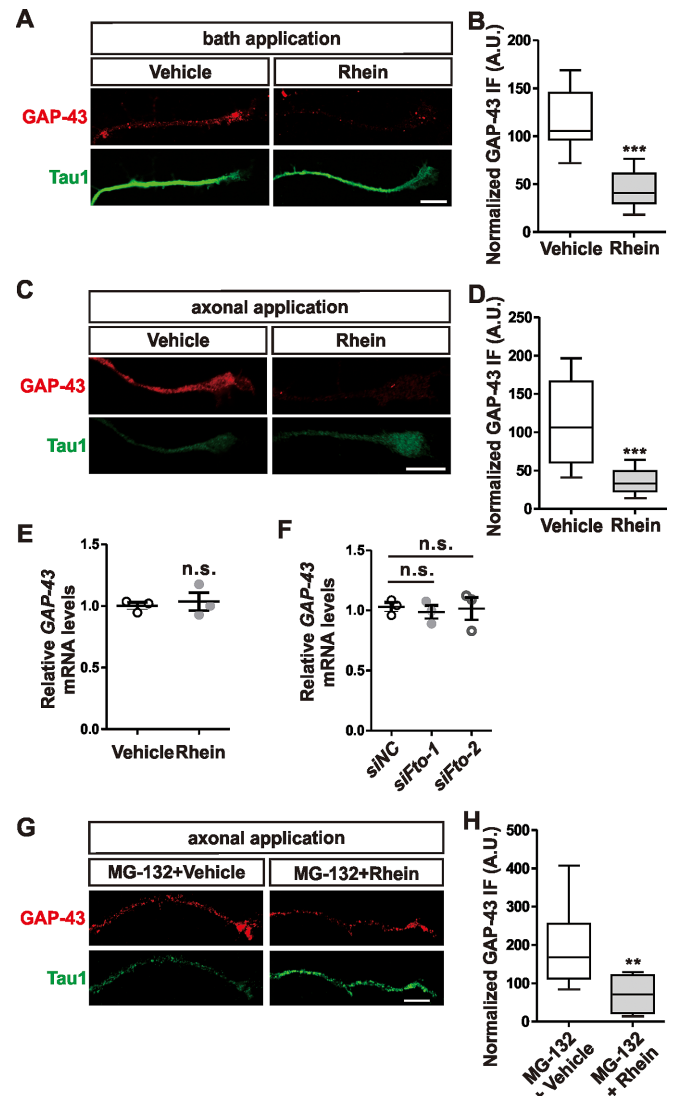 A
bath application
Vehicle
Rhein
GAP-43
Tau1
B
Normalized GAP-43 IF (A.U.)
200
150
100
50
0
***
Vehicle
Rhein
C
axonal application
Vehicle
Rhein
GAP-43
Tau1
D
Normalized GAP-43 IF (A.U.)
250
200
150
100
50
0
***
Vehicle
Rhein
E
Relative GAP-43
mRNA levels
1.5
1.0
0.5
0.0
n.s.
Vehicle
Rhein
F
Relative GAP-43
mRNA levels
1.5
1.0
0.5
0.0
n.s.
n.s.
siNC
siFto-1
siFto-2
G
axonal application
MG-132+Vehicle
MG-132+Rhein
GAP-43
Tau1
H
Normalized GAP-43 IF (A.U.)
500
400
300
200
100
0
**
MG-132
+ Vehicle
MG-132
+ Rhein